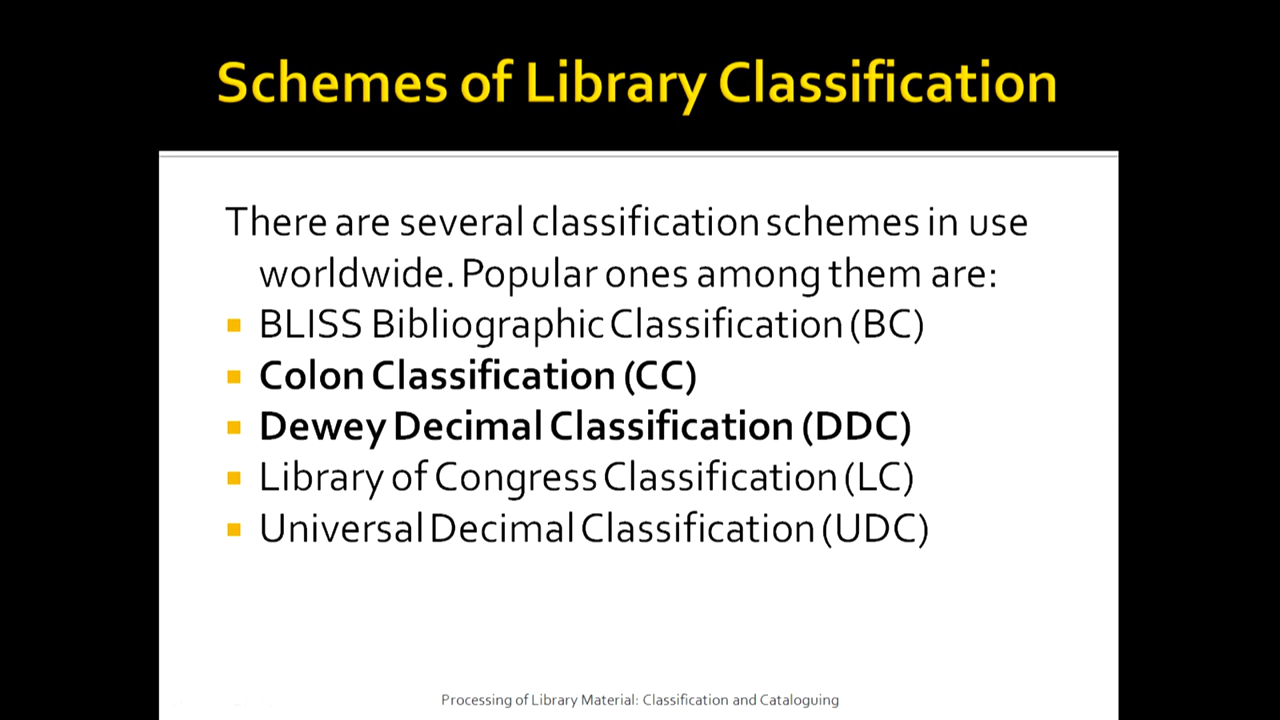 Schemes of Library Classification
There are several classification schemes in use
worldwide. Popular ones among them are:
BLISS Bibliographic Classification (BC)
Colon Classification (CC)
Dewey Decimal Classification (DDC)
Library of Congress Classification (LC)
Universal Decimal Classification (UDC)
Processing of Library Material: Classification and Cataloguing